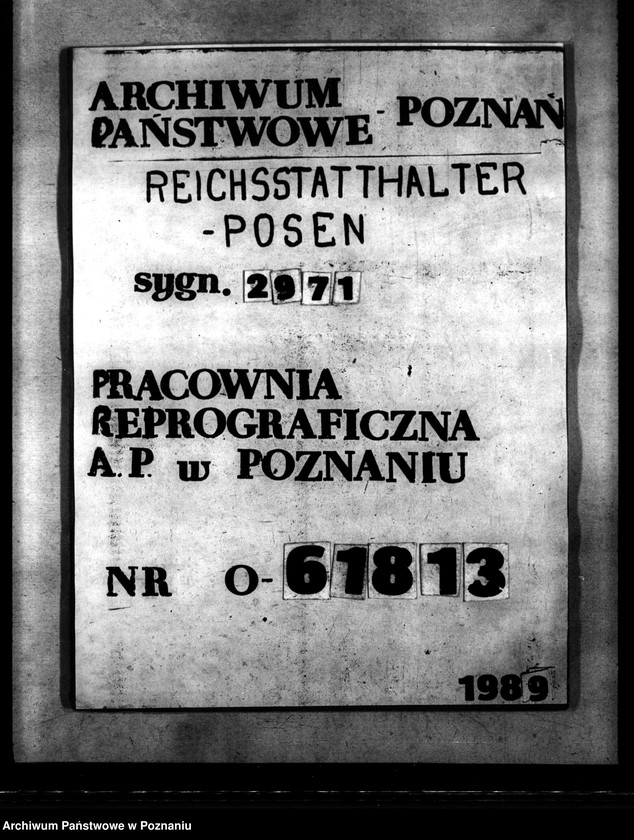 ARCHIWUM
PAŃSTWOWE - POZNAŃ
REICHSSTATTHALTER
-POSEN
sygn. 2971
PRACOWNIA
REPROGRAFICZNA
A.P. w POZNANIU
NR O-61813
1989
Archiwum Państwowe w Poznaniu